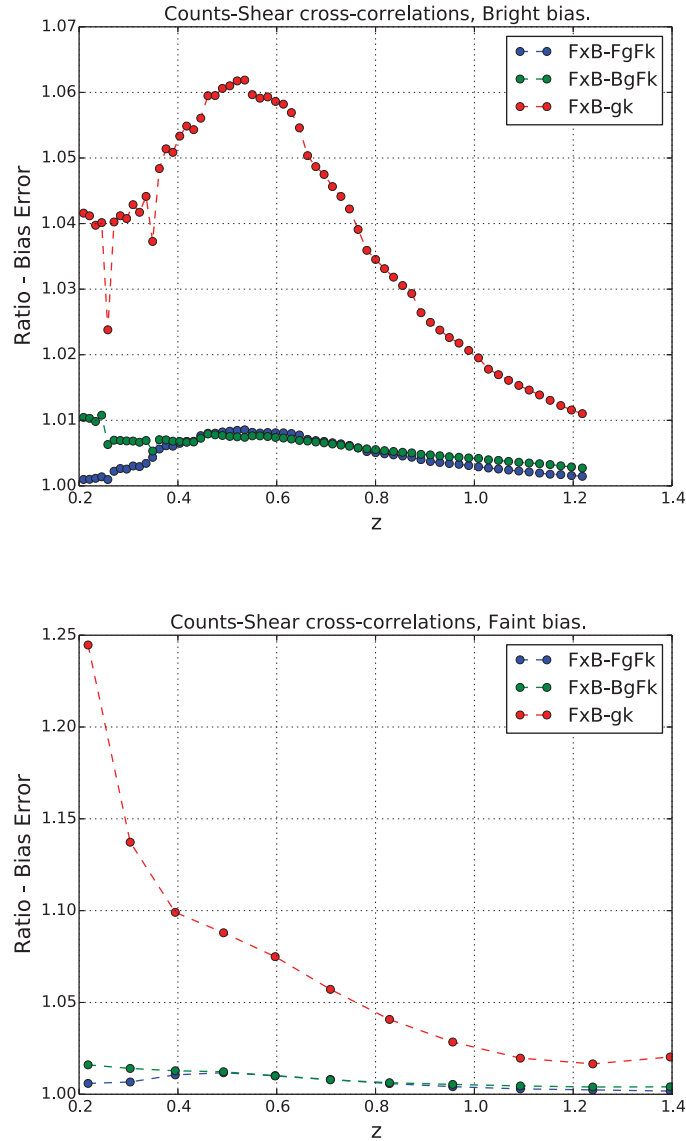 Counts-Shear cross-correlations, Bright bias.
1.07
1.06
1.05
1.04
1.03
1.02
1.01
1.00
Ratio - Bias Error
FxB-FgFk
FxB-BgFk
FxB-gk
0.2 0.4 0.6 0.8 1.0 1.2 1.4
z
Counts-Shear cross-correlations, Faint bias.
1.25
1.20
1.15
1.10
1.05
1.00
Ratio - Bias Error
FxB-FgFk
FxB-BgFk
FxB-gk
0.2 0.4 0.6 0.8 1.0 1.2 1.4
z